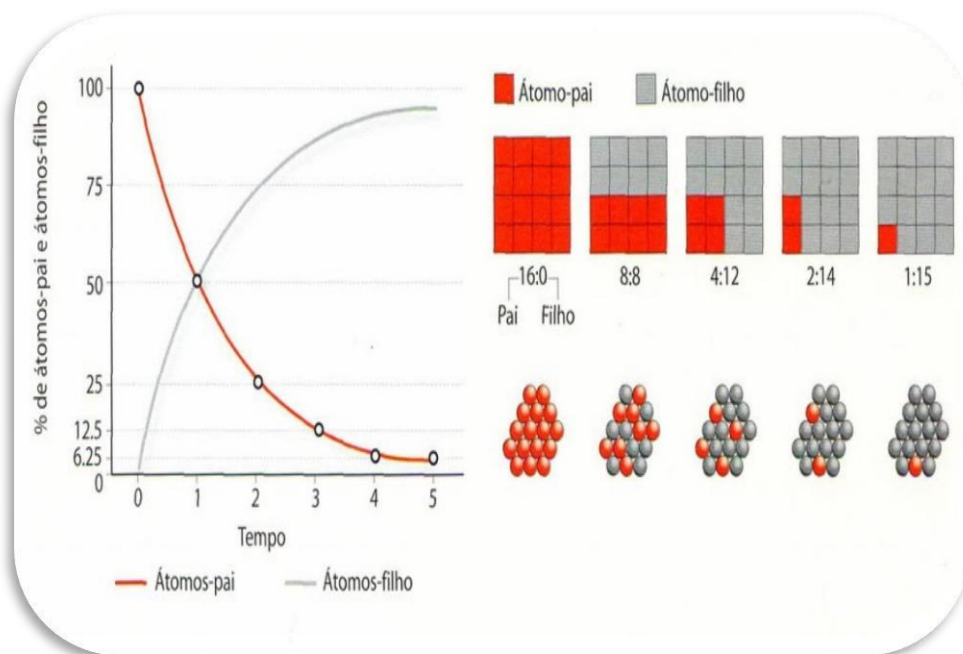 % de átomos-pai e átomos-filho
100
75
50
25
12.5
6.25
0
0 1 2 3 4 5
Tempo
Átomos-pai Átomos-filho
Átomo-pai Átomo-filho
16:0 8:8 4:12 2:14 1:15
Pai Filho